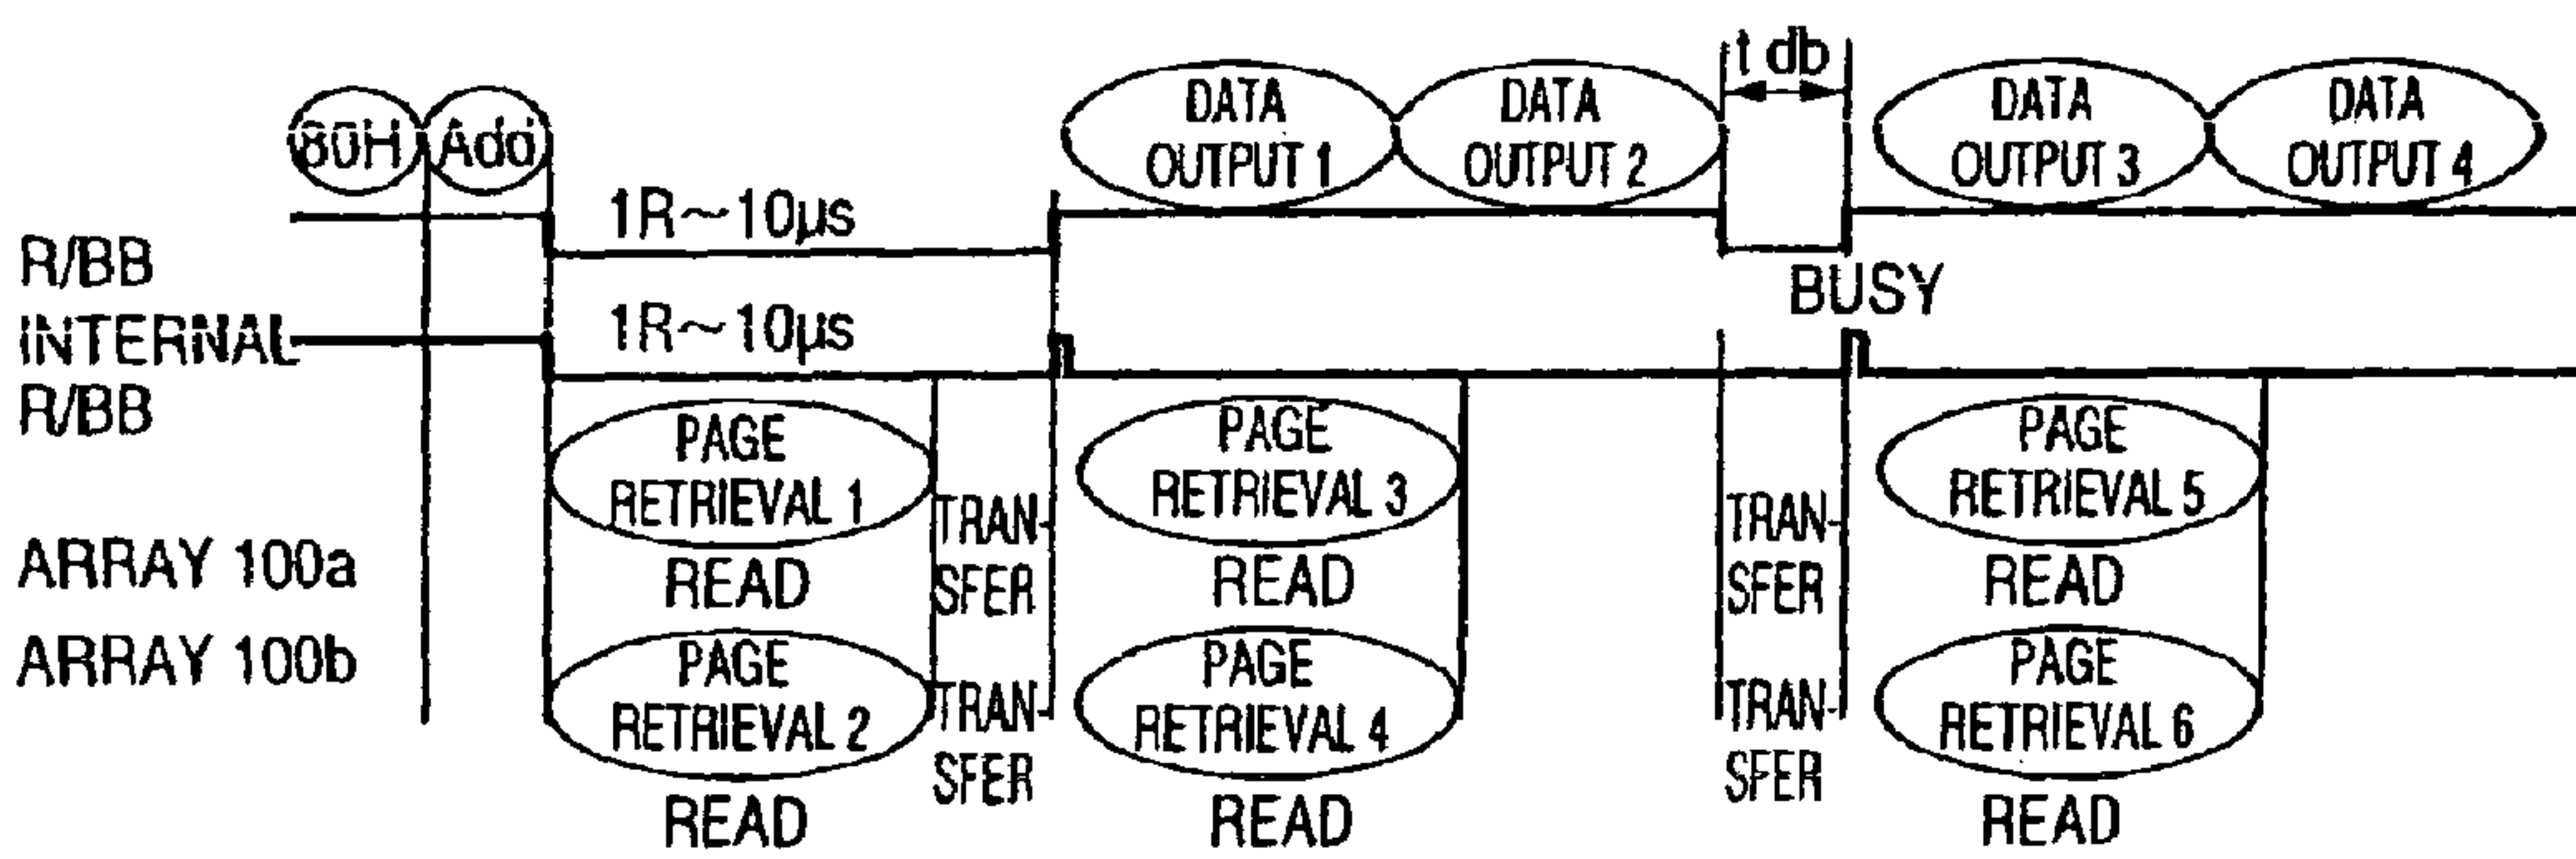 t db
Add
DATA OUTPUT 1
DATA OUTPUT 2
DATA OUTPUT 3
DATA OUTPUT 4
R/BB
1R~10µs
BUSY
INTERNAL R/BB
1R~10µs
PAGE RETRIEVAL 1
READ
TRAN-SFER
PAGE RETRIEVAL 3
READ
TRAN-SFER
PAGE RETRIEVAL 5
READ
ARRAY 100a
ARRAY 100b
PAGE RETRIEVAL 2
READ
TRAN-SFER
PAGE RETRIEVAL 4
READ
TRAN-SFER
PAGE RETRIEVAL 6
READ